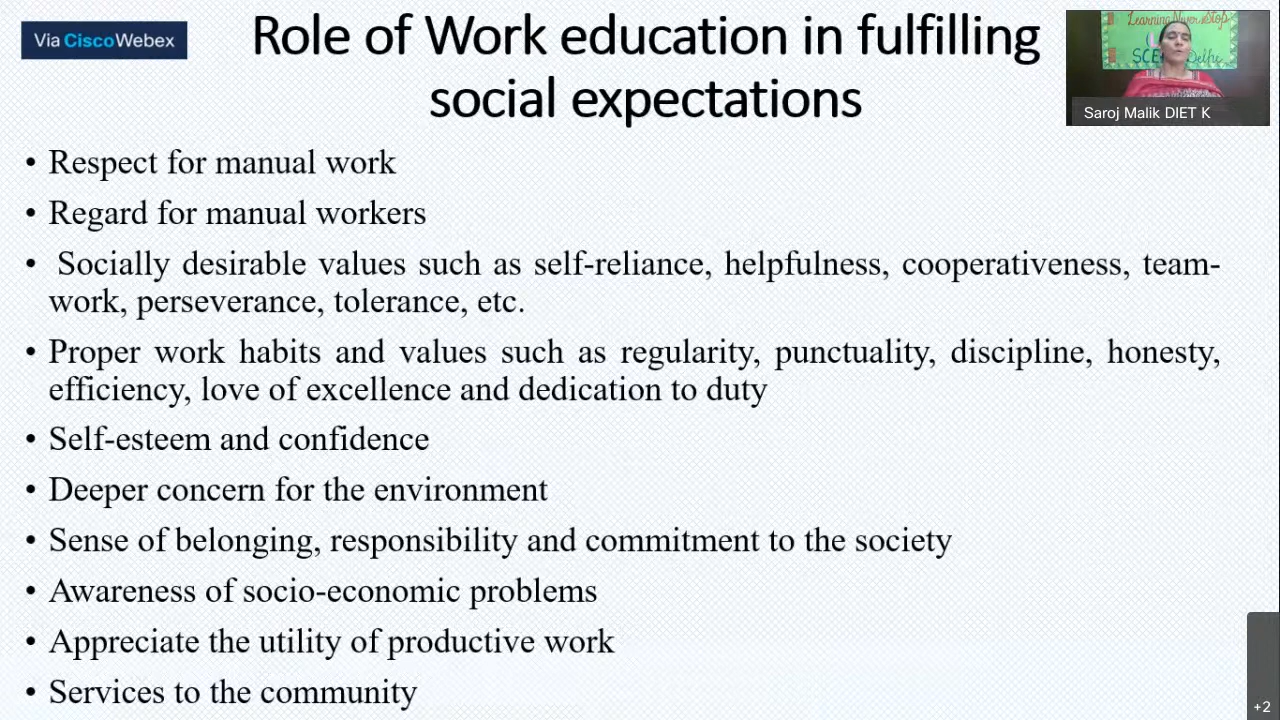 Via CiscoWebex
Role of Work education in fulfilling
social expectations
Learning Never Stop
Saroj Malik DIET K
• Respect for manual work
• Regard for manual workers
• Socially desirable values such as self-reliance, helpfulness, cooperativeness, team-
work, perseverance, tolerance, etc.
• Proper work habits and values such as regularity, punctuality, discipline, honesty,
efficiency, love of excellence and dedication to duty
• Self-esteem and confidence
• Deeper concern for the environment
• Sense of belonging, responsibility and commitment to the society
• Awareness of socio-economic problems
• Appreciate the utility of productive work
• Services to the community
+2